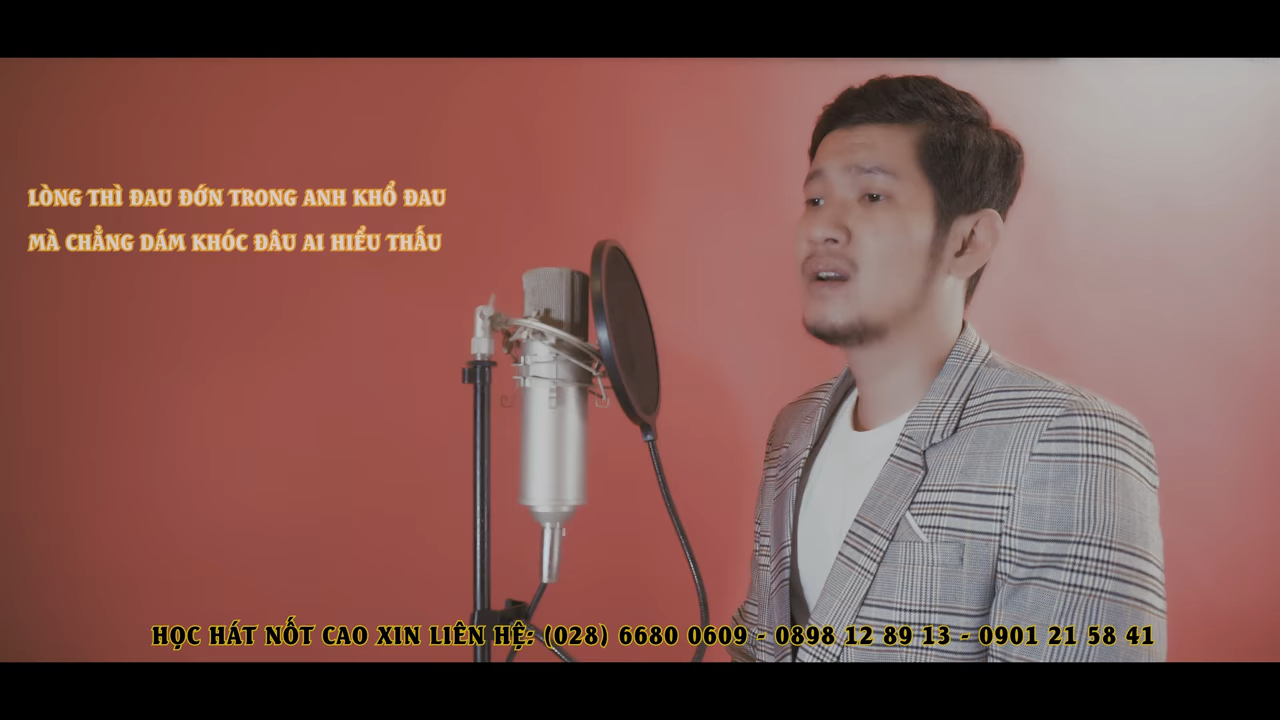 LÒNG THÌ ĐAU ĐỚN TRONG ANH KHỔ ĐAU
MÀ CHẲNG DÁM KHÓC ĐÂU AI HIỂU THẤU
HỌC HÁT NỐT CAO XIN LIÊN HỆ: (028) 6680 0609 - 0898 12 89 13 - 0901 21 58 41